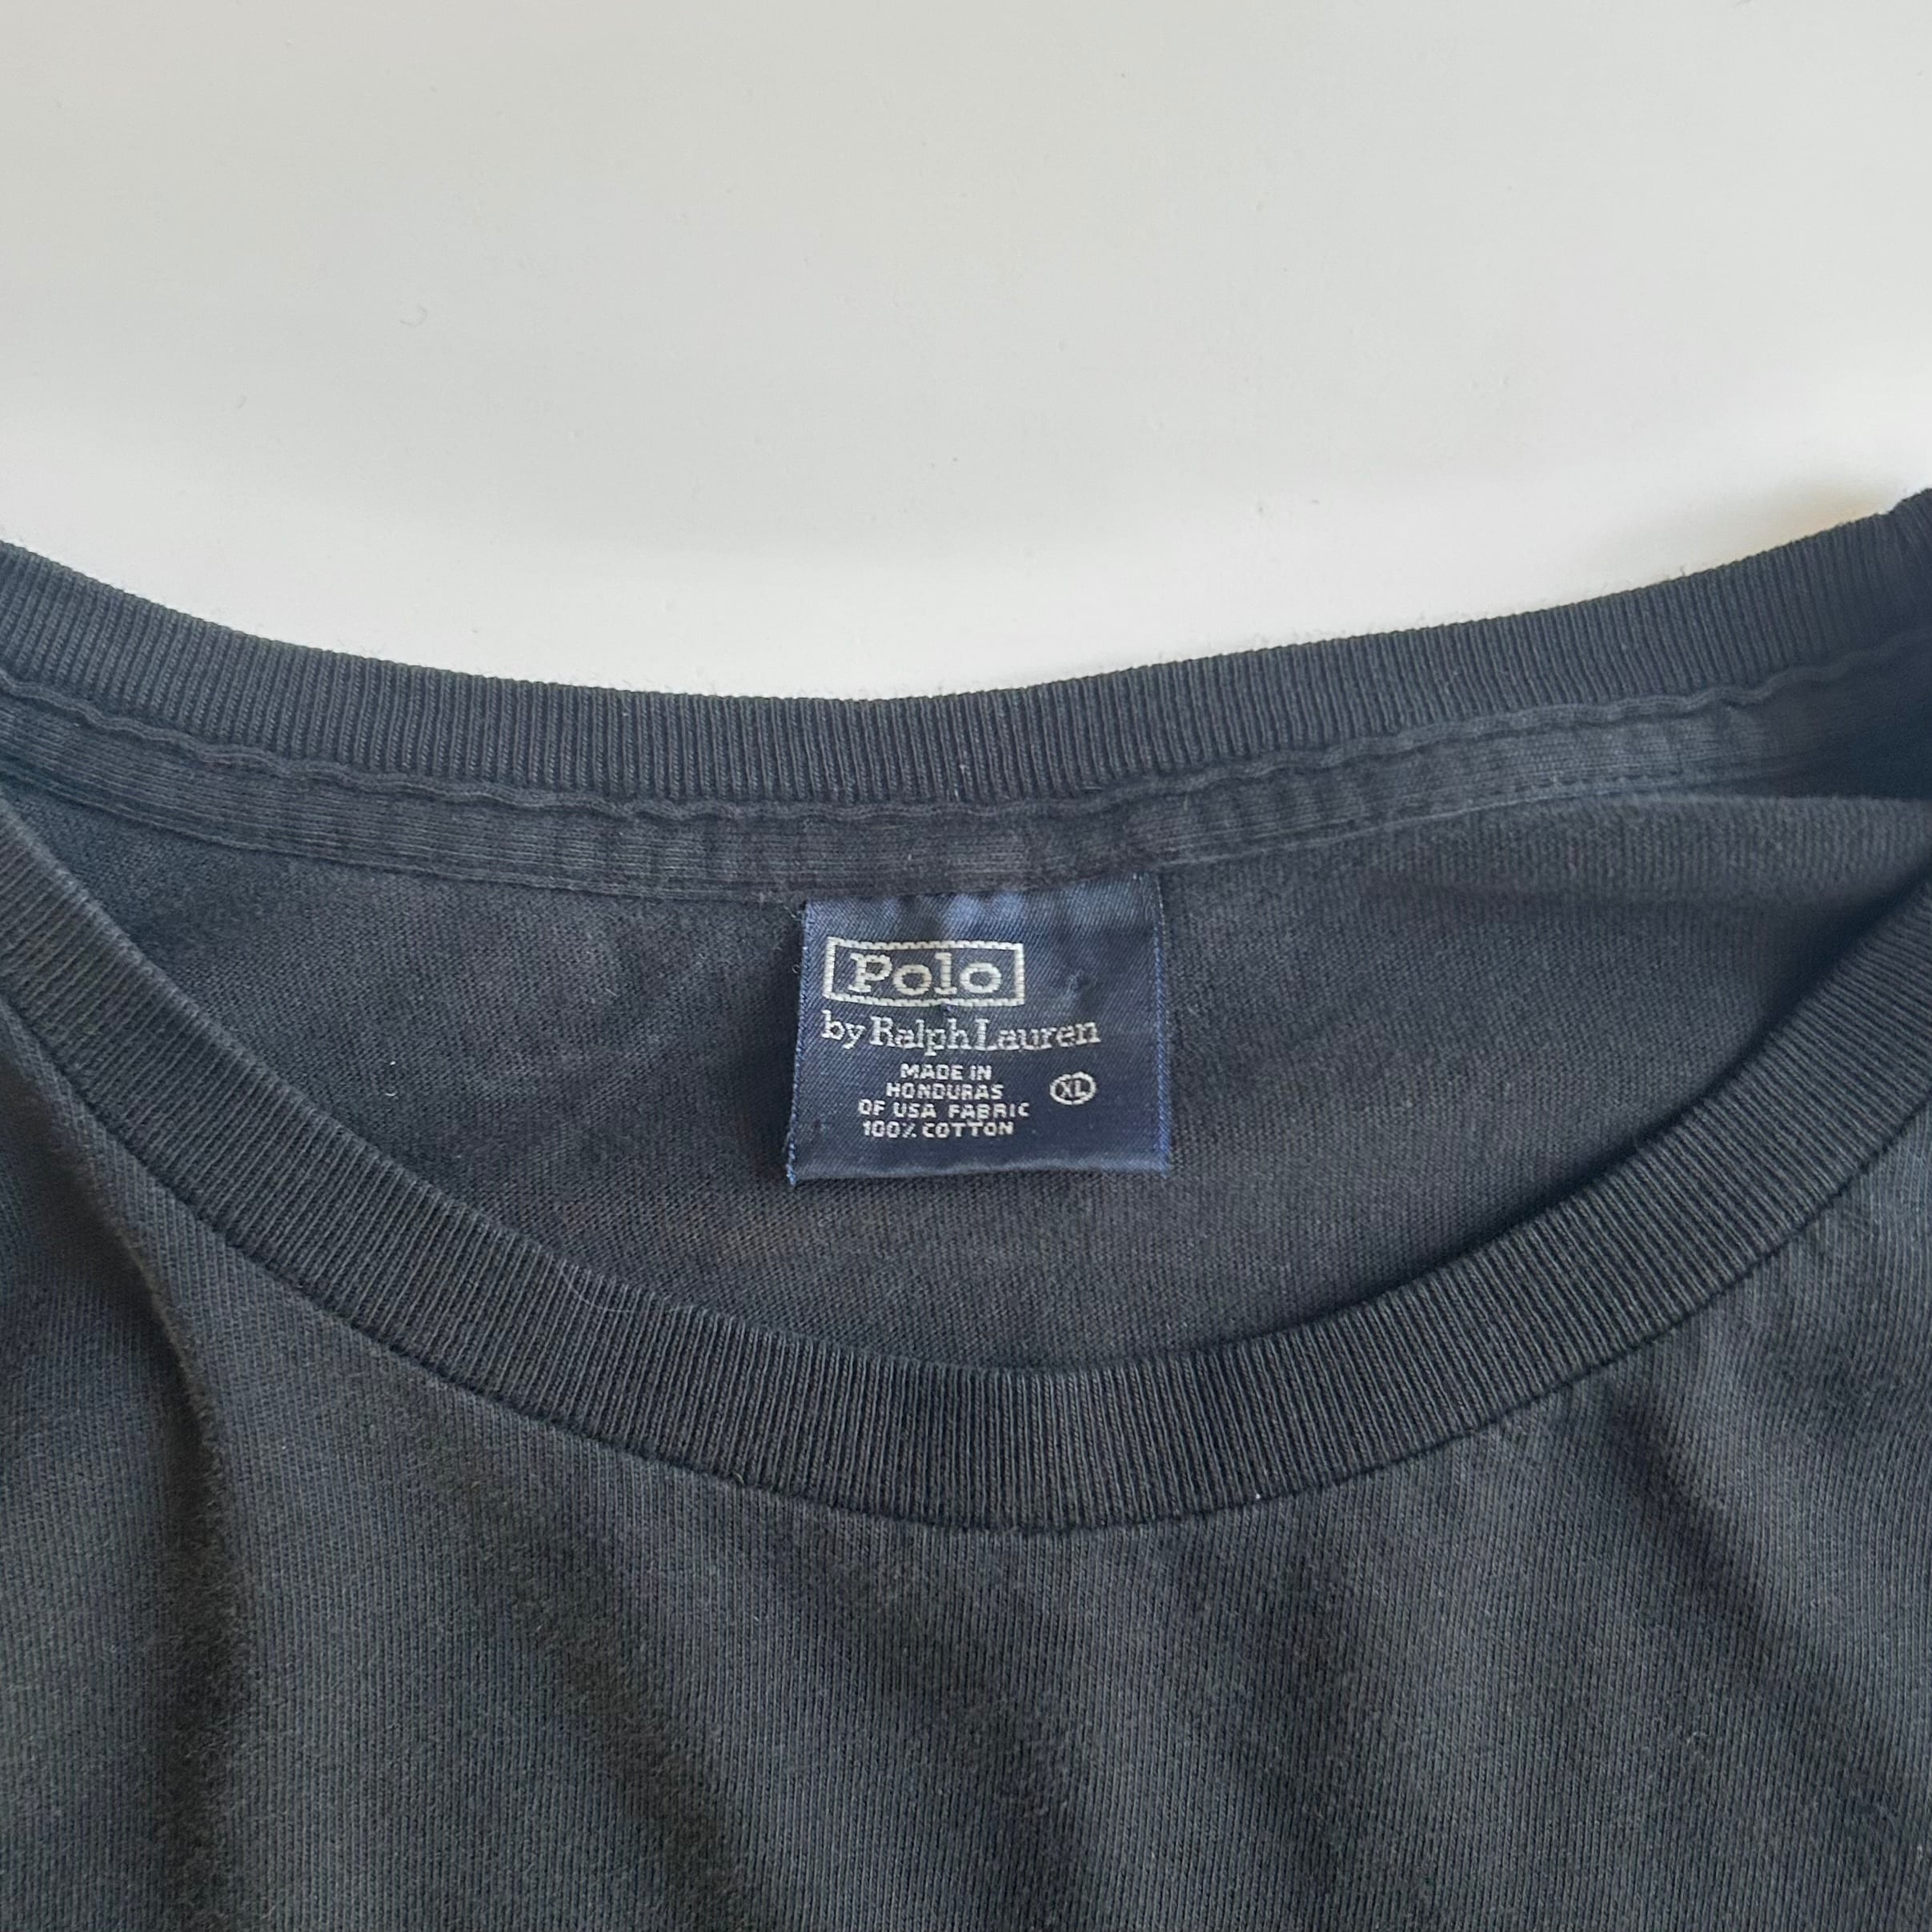 Polo
by Ralph Lauren
MADE IN
HONDURAS
OF USA FABRIC
100% COTTON
XL